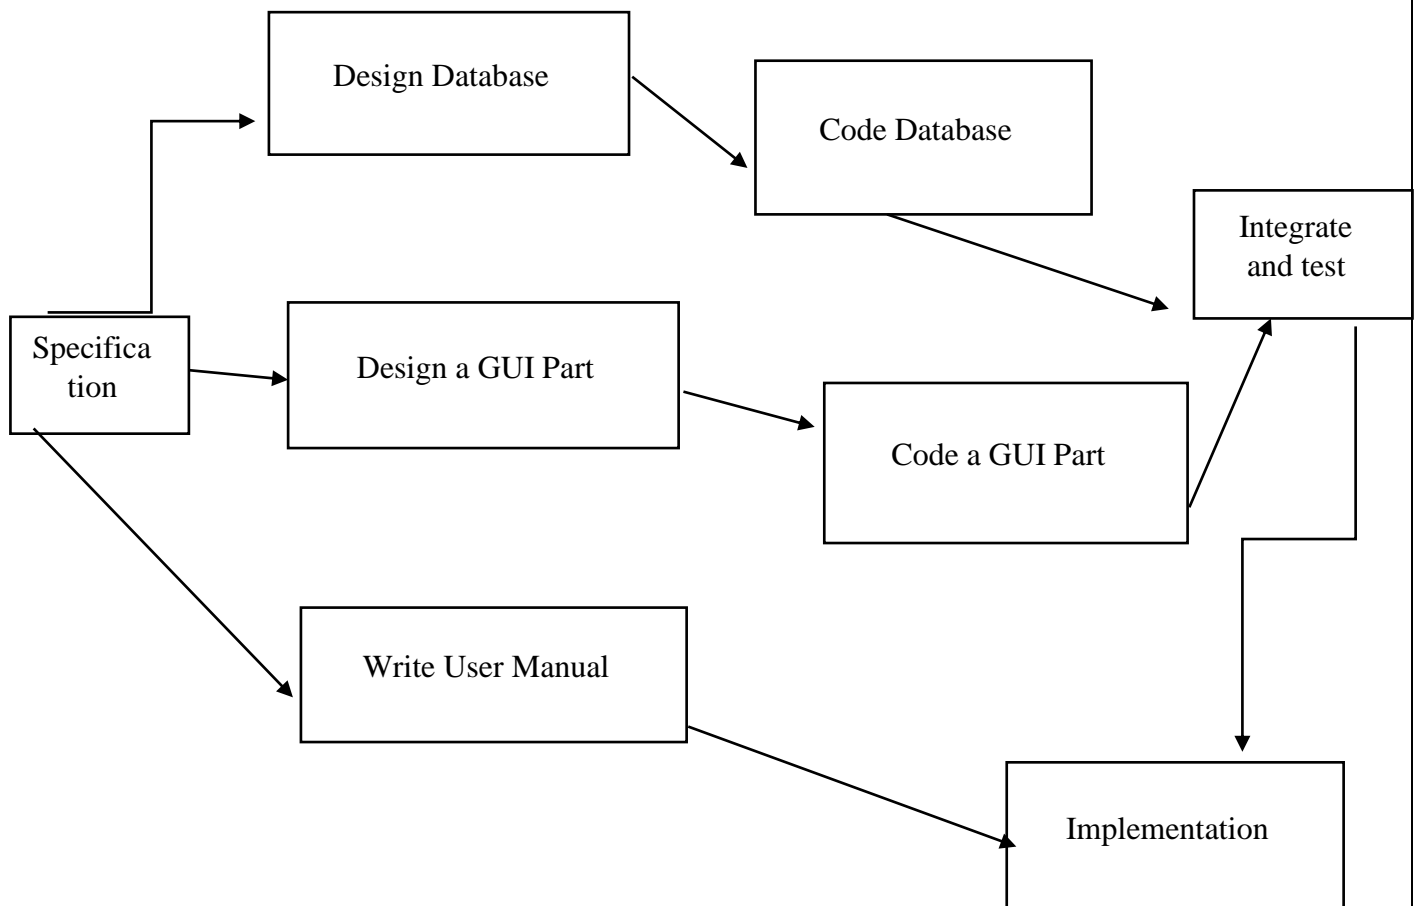 Design Database
Code Database
Integrate
and test
Specifica
tion
Design a GUI Part
Code a GUI Part
Write User Manual
Implementation